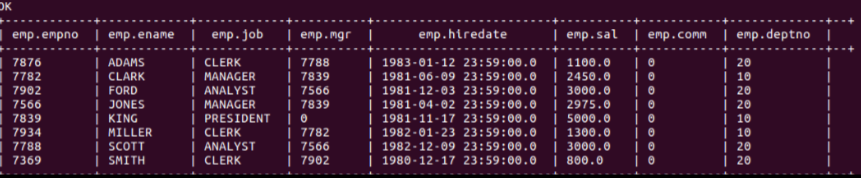 OK
| emp.empno | emp.ename | emp.job | emp.mgr | emp.hiredate | emp.sal | emp.comm | emp.deptno |
| 7876 | ADAMS | CLERK | 7788 | 1983-01-12 23:59:00.0 | 1100.0 | 0 | 20 |
| 7782 | CLARK | MANAGER | 7839 | 1981-06-09 23:59:00.0 | 2450.0 | 0 | 10 |
| 7902 | FORD | ANALYST | 7566 | 1981-12-03 23:59:00.0 | 3000.0 | 0 | 20 |
| 7566 | JONES | MANAGER | 7839 | 1981-04-02 23:59:00.0 | 2975.0 | 0 | 20 |
| 7839 | KING | PRESIDENT | 0 | 1981-11-17 23:59:00.0 | 5000.0 | 0 | 10 |
| 7934 | MILLER | CLERK | 7782 | 1982-01-23 23:59:00.0 | 1300.0 | 0 | 10 |
| 7788 | SCOTT | ANALYST | 7566 | 1982-12-09 23:59:00.0 | 3000.0 | 0 | 20 |
| 7369 | SMITH | CLERK | 7902 | 1980-12-17 23:59:00.0 | 800.0 | 0 | 20 |